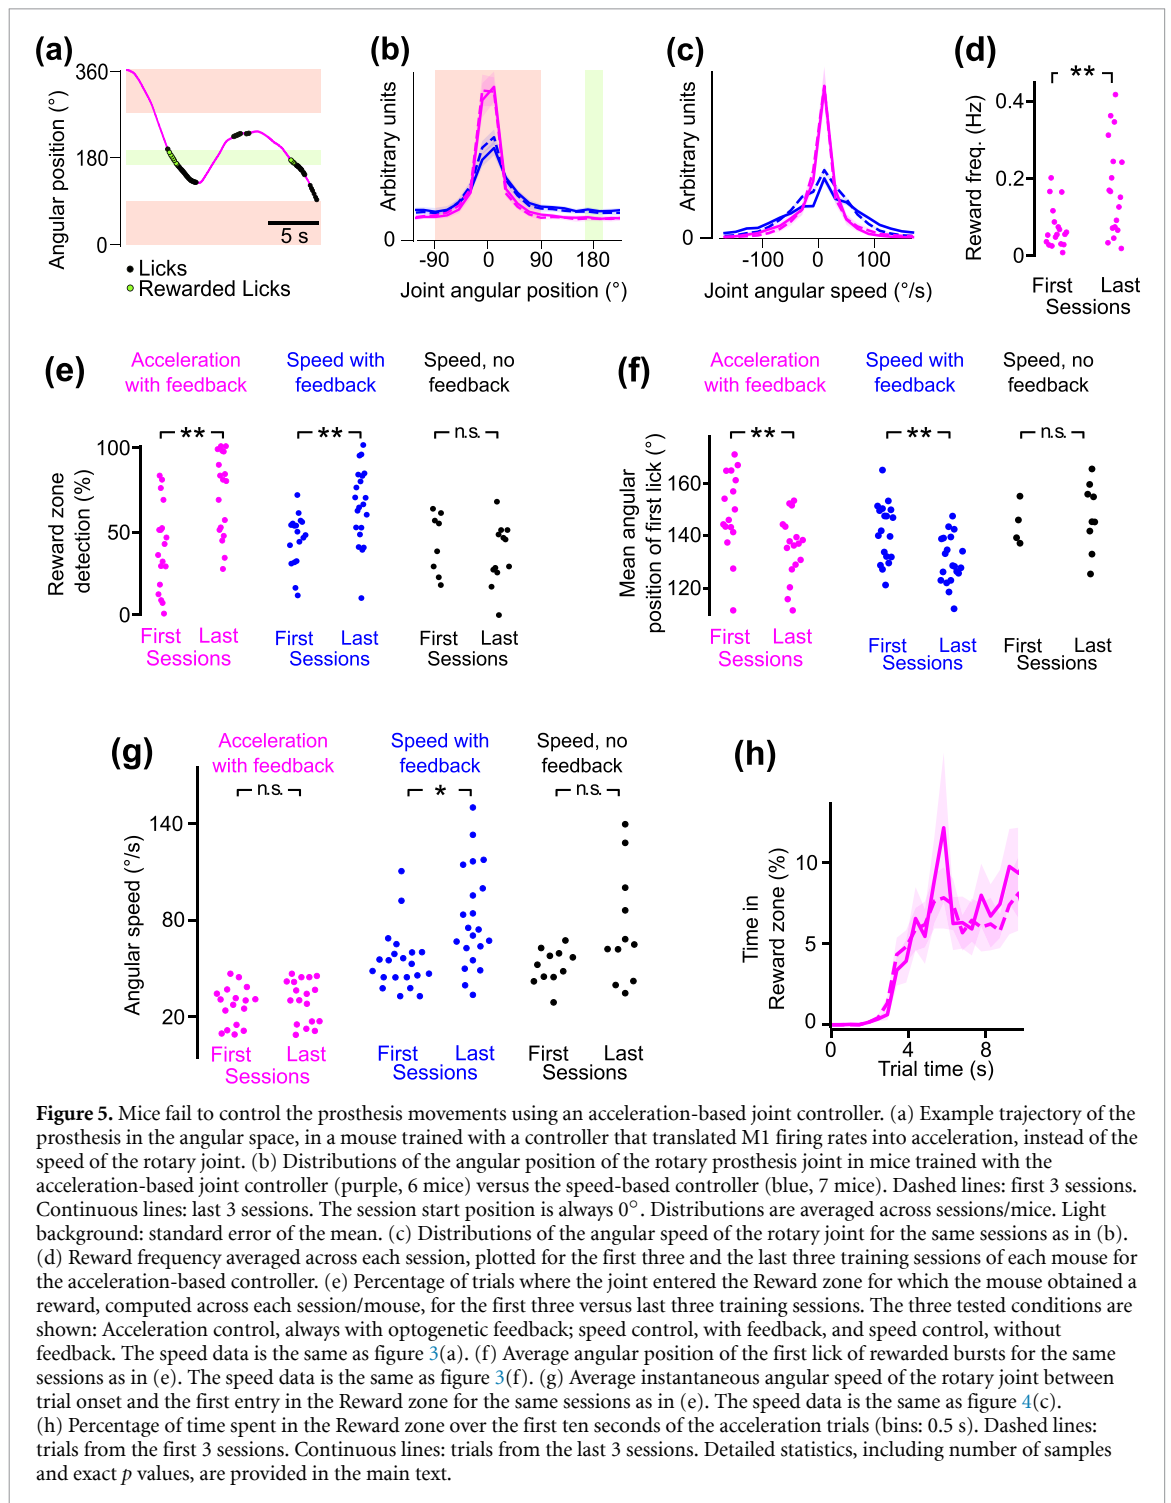 (a)
360
180
0
Angular position (°)
5 s
Licks
Rewarded Licks
(b)
Arbitrary units
0
-90 0 90 180
Joint angular position (°)
(c)
Arbitrary units
0
-100 0 100
Joint angular speed (°/s)
(d)
**
Reward freq. (Hz)
0.4
0.2
0
First Last
Sessions
(e)
Acceleration with feedback
Speed with feedback
Speed, no feedback
** ** n.s.
Reward zone detection (%)
100
50
0
First Last First Last First Last
Sessions Sessions Sessions
(f)
Acceleration with feedback
Speed with feedback
Speed, no feedback
** ** n.s.
Mean angular position of first lick (°)
160
140
120
First Last First Last First Last
Sessions Sessions Sessions
(g)
Acceleration with feedback
Speed with feedback
Speed, no feedback
n.s. * n.s.
Angular speed (°/s)
140
80
20
First Last First Last First Last
Sessions Sessions Sessions
(h)
Time in Reward zone (%)
10
5
0
0 4 8
Trial time (s)
Figure 5. Mice fail to control the prosthesis movements using an acceleration-based joint controller. (a) Example trajectory of the
prosthesis in the angular space, in a mouse trained with a controller that translated M1 firing rates into acceleration, instead of the
speed of the rotary joint. (b) Distributions of the angular position of the rotary prosthesis joint in mice trained with the
acceleration-based joint controller (purple, 6 mice) versus the speed-based controller (blue, 7 mice). Dashed lines: first 3 sessions.
Continuous lines: last 3 sessions. The session start position is always 0°. Distributions are averaged across sessions/mice. Light
background: standard error of the mean. (c) Distributions of the angular speed of the rotary joint for the same sessions as in (b).
(d) Reward frequency averaged across each session, plotted for the first three and the last three training sessions of each mouse for
the acceleration-based controller. (e) Percentage of trials where the joint entered the Reward zone for which the mouse obtained a
reward, computed across each session/mouse, for the first three versus last three training sessions. The three tested conditions are
shown: Acceleration control, always with optogenetic feedback; speed control, with feedback, and speed control, without
feedback. The speed data is the same as figure 3(a). (f) Average angular position of the first lick of rewarded bursts for the same
sessions as in (e). The speed data is the same as figure 3(f). (g) Average instantaneous angular speed of the rotary joint between
trial onset and the first entry in the Reward zone for the same sessions as in (e). The speed data is the same as figure 4(c).
(h) Percentage of time spent in the Reward zone over the first ten seconds of the acceleration trials (bins: 0.5 s). Dashed lines:
trials from the first 3 sessions. Continuous lines: trials from the last 3 sessions. Detailed statistics, including number of samples
and exact p values, are provided in the main text.